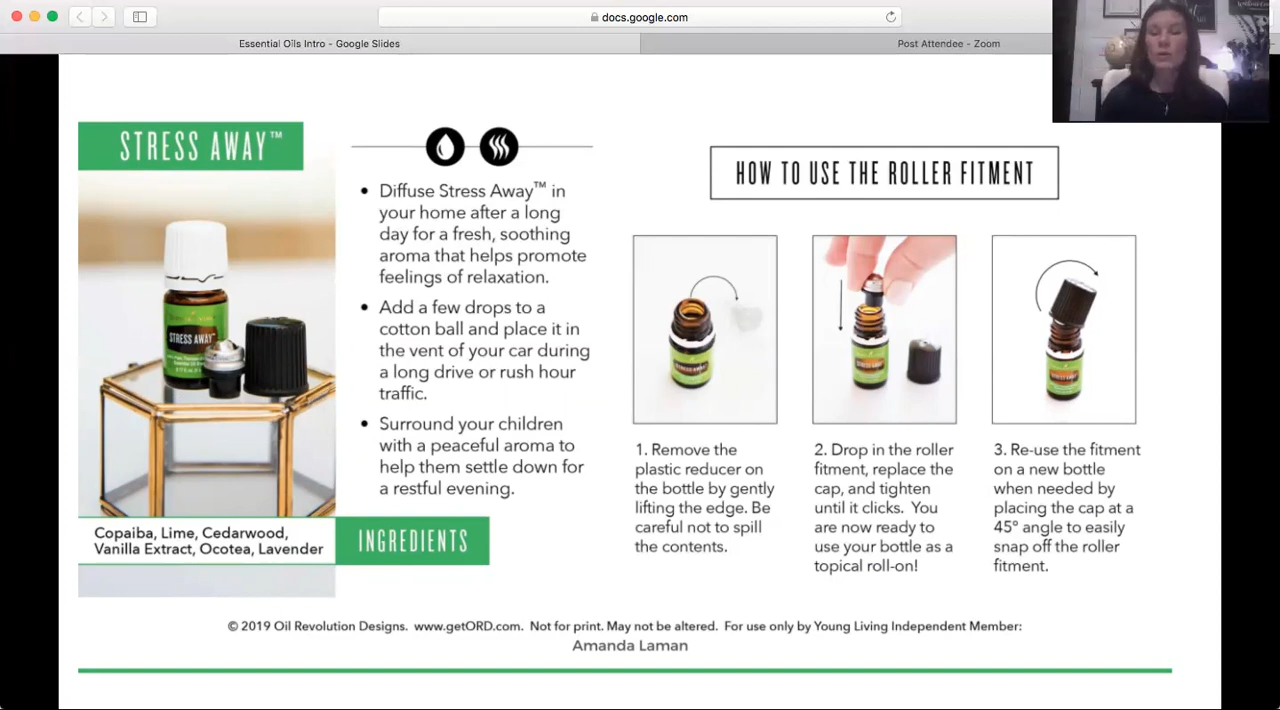 docs.google.com
Essential Oils Intro - Google Slides
Post Attendee - Zoom
STRESS AWAY™
• Diffuse Stress Away™ in
your home after a long
day for a fresh, soothing
aroma that helps promote
feelings of relaxation.
• Add a few drops to a
cotton ball and place it in
the vent of your car during
a long drive or rush hour
traffic.
• Surround your children
with a peaceful aroma to
help them settle down for
a restful evening.
STRESS AWAY™
Copaiba, Lime, Cedarwood,
Vanilla Extract, Ocotea, Lavender
INGREDIENTS
HOW TO USE THE ROLLER FITMENT
1. Remove the
plastic reducer on
the bottle by gently
lifting the edge. Be
careful not to spill
the contents.
2. Drop in the roller
fitment, replace the
cap, and tighten
until it clicks. You
are now ready to
use your bottle as a
topical roll-on!
3. Re-use the fitment
on a new bottle
when needed by
placing the cap at a
45° angle to easily
snap off the roller
fitment.
© 2019 Oil Revolution Designs. www.getORD.com. Not for print. May not be altered. For use only by Young Living Independent Member:
Amanda Laman